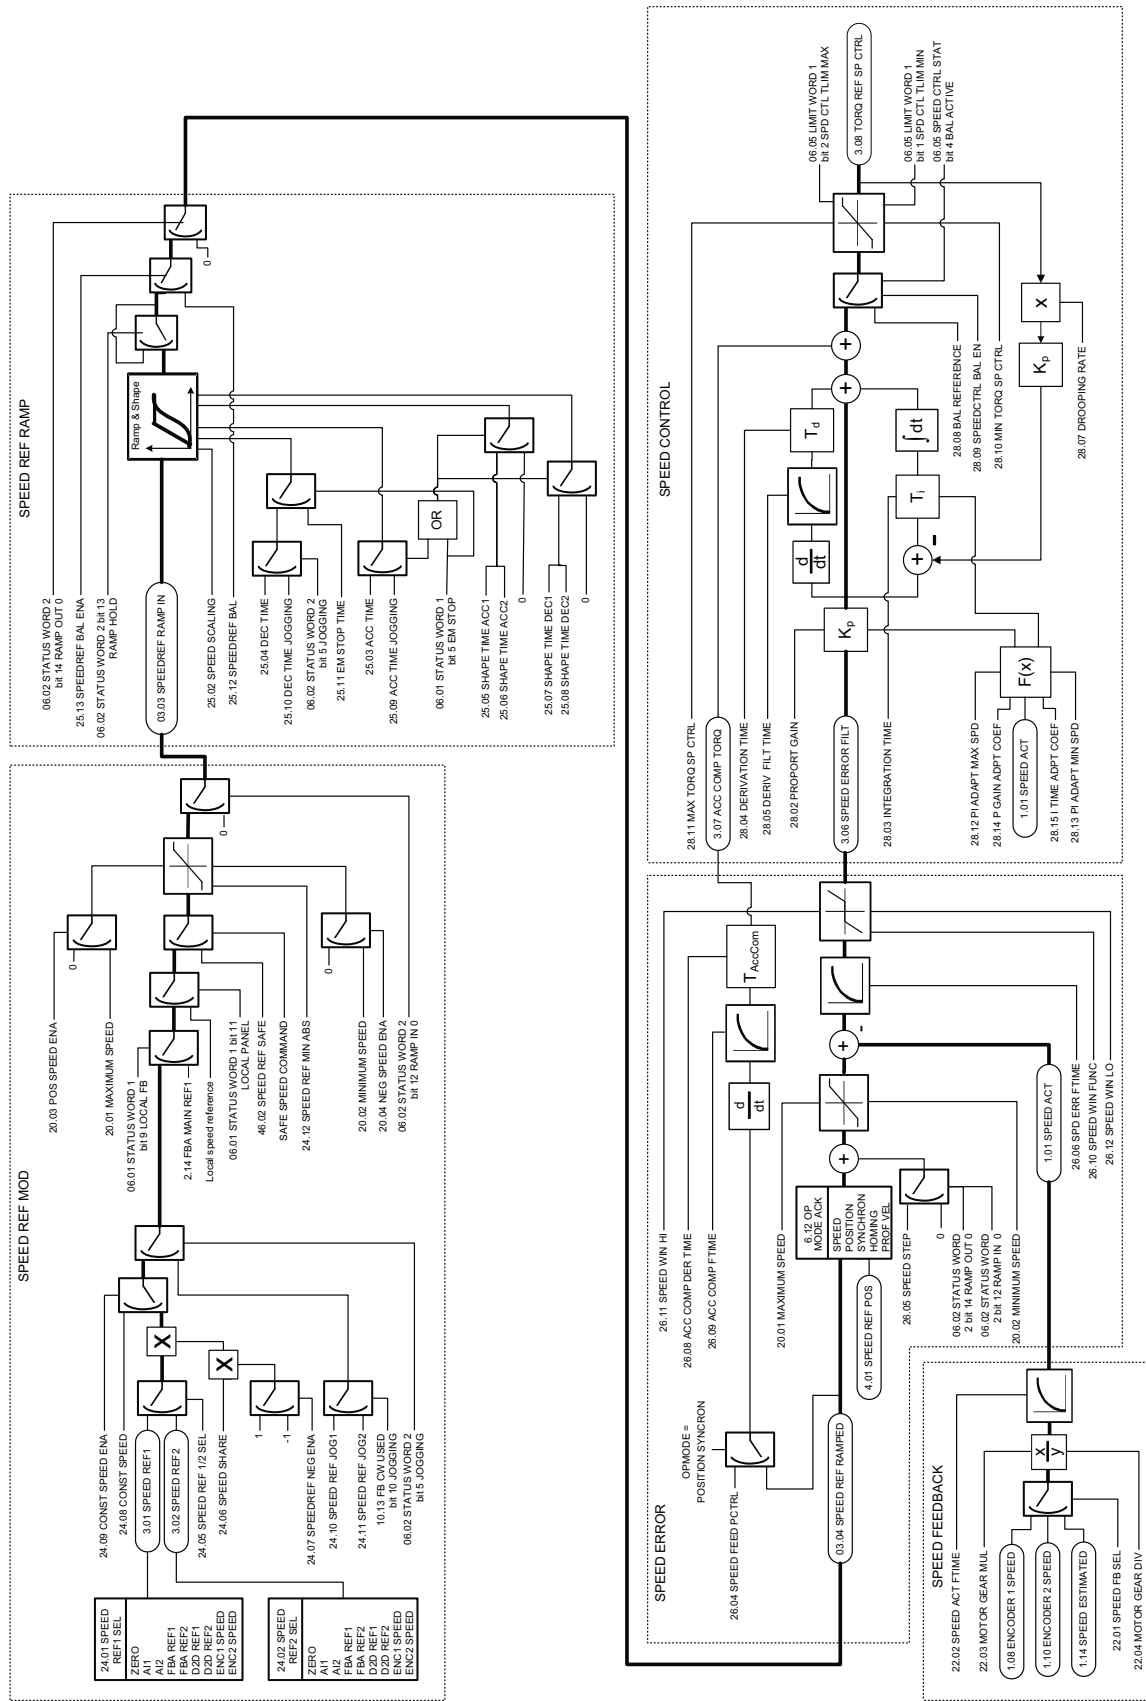 SPEED REF MOD
24.09 CONST SPEED ENA
24.08 CONST SPEED
3.01 SPEED REF1
3.02 SPEED REF2
24.05 SPEED REF 1/2 SEL
24.06 SPEED SHARE
X
X
1
-1
24.07 SPEEDREF NEG ENA
24.10 SPEED REF JOG1
24.11 SPEED REF JOG2
10.13 FB CW USED
bit 10 JOGGING
06.02 STATUS WORD 2
bit 5 JOGGING
24.01 SPEED
REF1 SEL
ZERO
AI1
AI2
FBA REF1
FBA REF2
D2D REF1
D2D REF2
ENC1 SPEED
ENC2 SPEED
24.02 SPEED
REF2 SEL
ZERO
AI1
AI2
FBA REF1
FBA REF2
D2D REF1
D2D REF2
ENC1 SPEED
ENC2 SPEED
20.03 POS SPEED ENA
0
20.01 MAXIMUM SPEED
06.01 STATUS WORD 1
bit 9 LOCAL FB
2.14 FBA MAIN REF1
Local speed reference
06.01 STATUS WORD 1 bit 11
LOCAL PANEL
46.02 SPEED REF SAFE
SAFE SPEED COMMAND
24.12 SPEED REF MIN ABS
0
20.02 MINIMUM SPEED
20.04 NEG SPEED ENA
06.02 STATUS WORD 2
bit 12 RAMP IN 0
0
SPEED REF RAMP
06.02 STATUS WORD 2
bit 14 RAMP OUT 0
25.13 SPEEDREF BAL ENA
06.02 STATUS WORD 2 bit 13
RAMP HOLD
03.03 SPEEDREF RAMP IN
Ramp & Shape
0
25.02 SPEED SCALING
25.12 SPEEDREF BAL
25.04 DEC TIME
25.10 DEC TIME JOGGING
06.02 STATUS WORD 2
bit 5 JOGGING
25.11 EM STOP TIME
25.03 ACC TIME
25.09 ACC TIME JOGGING
OR
06.01 STATUS WORD 1
bit 5 EM STOP
25.05 SHAPE TIME ACC1
25.06 SHAPE TIME ACC2
0
25.07 SHAPE TIME DEC1
25.08 SHAPE TIME DEC2
0
SPEED ERROR
26.11 SPEED WIN HI
26.08 ACC COMP DER TIME
26.09 ACC COMP FTIME
OPMODE =
POSITION SYNCRON
26.04 SPEED FEED PCTRL
d
dt
T AccCom
20.01 MAXIMUM SPEED
6.12 OP
MODE ACK
SPEED
POSITION
SYNCHRON
HOMING
PROF VEL
+
+
-
03.04 SPEED REF RAMPED
4.01 SPEED REF POS
26.05 SPEED STEP
0
06.02 STATUS WORD
2 bit 14 RAMP OUT 0
06.02 STATUS WORD
2 bit 12 RAMP IN 0
20.02 MINIMUM SPEED
1.01 SPEED ACT
26.06 SPD ERR FTIME
26.10 SPEED WIN FUNC
26.12 SPEED WIN LO
SPEED FEEDBACK
22.02 SPEED ACT FTIME
22.03 MOTOR GEAR MUL
1.08 ENCODER 1 SPEED
1.10 ENCODER 2 SPEED
1.14 SPEED ESTIMATED
x
y
22.01 SPEED FB SEL
22.04 MOTOR GEAR DIV
SPEED CONTROL
28.11 MAX TORQ SP CTRL
3.07 ACC COMP TORQ
28.04 DERIVATION TIME
28.05 DERIV FILT TIME
28.02 PROPORT GAIN
3.06 SPEED ERROR FILT
28.03 INTEGRATION TIME
28.12 PI ADAPT MAX SPD
28.14 P GAIN ADPT COEF
1.01 SPEED ACT
28.15 I TIME ADPT COEF
28.13 PI ADAPT MIN SPD
F(x)
Kp
d
dt
Td
+
-
Ti
∫dt
+
+
06.05 LIMIT WORD 1
bit 2 SPD CTL TLIM MAX
3.08 TORQ REF SP CTRL
06.05 LIMIT WORD 1
bit 1 SPD CTL TLIM MIN
06.05 SPEED CTRL STAT
bit 4 BAL ACTIVE
28.08 BAL REFERENCE
28.09 SPEEDCTRL BAL EN
28.10 MIN TORQ SP CTRL
x
Kp
28.07 DROOPING RATE